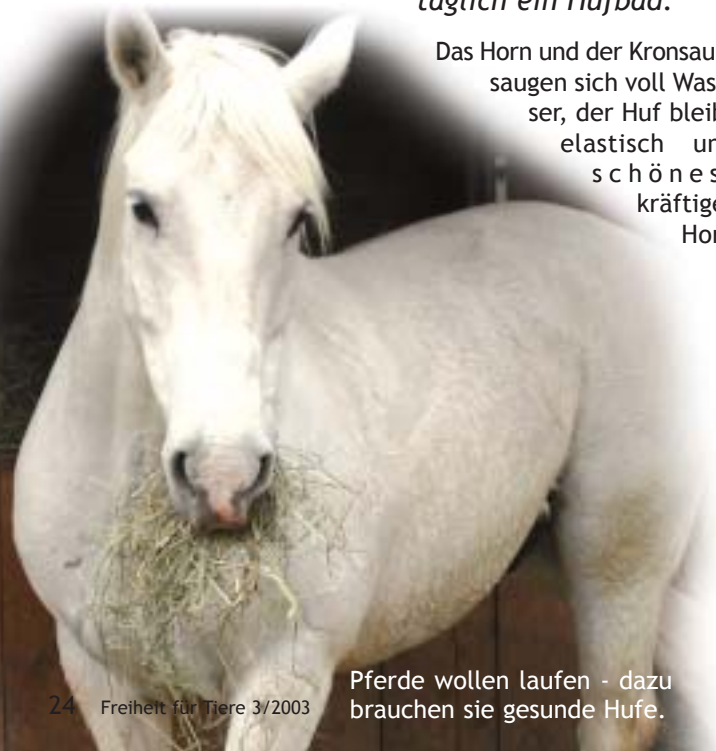 täglich ein Hufbad.
Das Horn und der Kronsau
saugen sich voll Was
ser, der Huf bleib
elastisch un
schönes
kräftige
Hor
Pferde wollen laufen - dazu
brauchen sie gesunde Hufe.
24 Freiheit für Tiere 3/2003